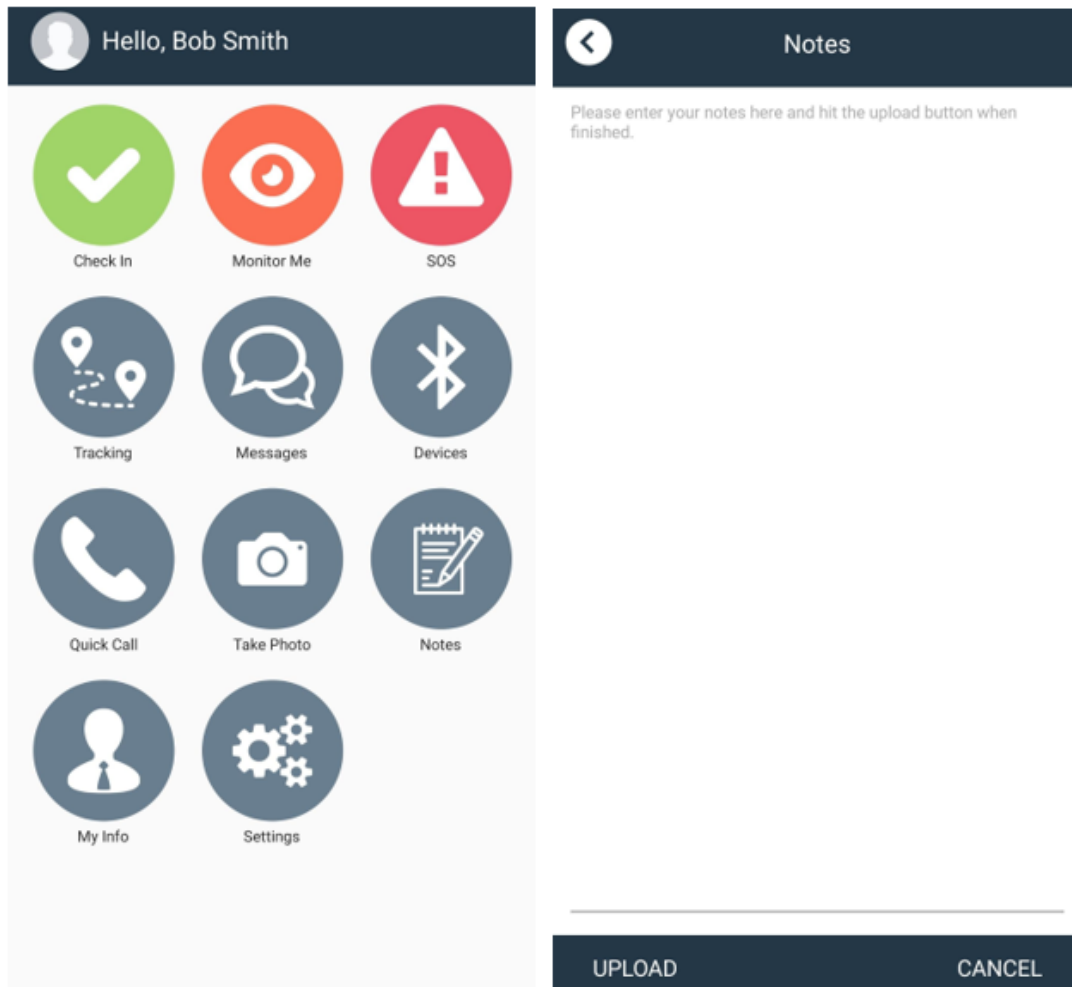 Hello, Bob Smith
Check In
Monitor Me
SOS
Tracking
Messages
Devices
Quick Call
Take Photo
Notes
My Info
Settings
Notes
Please enter your notes here and hit the upload button when
finished.
UPLOAD
CANCEL